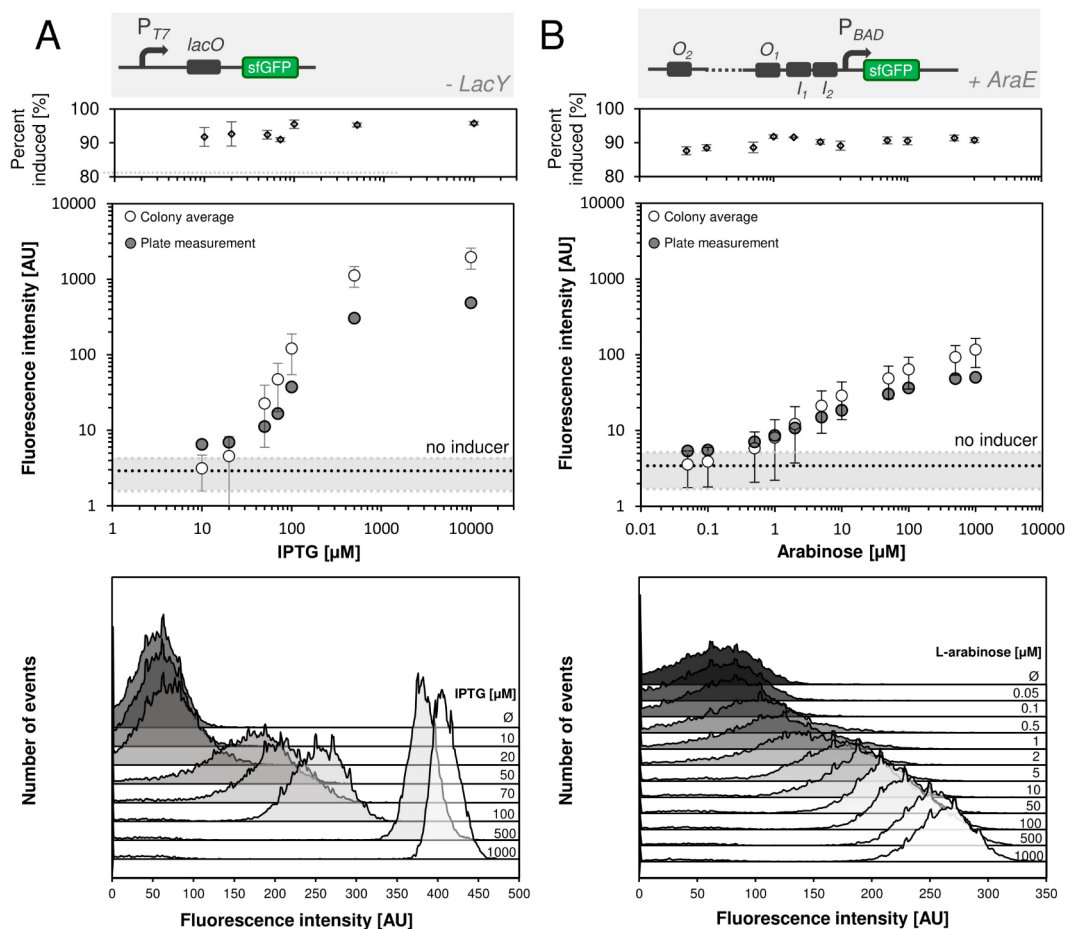 A
P T7
lacO
sfGFP
- LacY
Percent induced [%]
100
90
80
Fluorescence intensity [AU]
10000
1000
100
10
1
Colony average
Plate measurement
no inducer
1 10 100 1000 10000
IPTG [µM]
Number of events
IPTG [µM]
Ø
10
20
50
70
100
500
1000
0 50 100 150 200 250 300 350 400 450 500
Fluorescence intensity [AU]
B
O2
O1
I1
I2
P BAD
sfGFP
+ AraE
Percent induced [%]
100
90
80
Fluorescence intensity [AU]
10000
1000
100
10
1
Colony average
Plate measurement
no inducer
0.01 0.1 1 10 100 1000 10000
Arabinose [µM]
Number of events
L-arabinose [µM]
Ø
0.05
0.1
0.5
1
2
5
10
50
100
500
1000
0 50 100 150 200 250 300 350
Fluorescence intensity [AU]